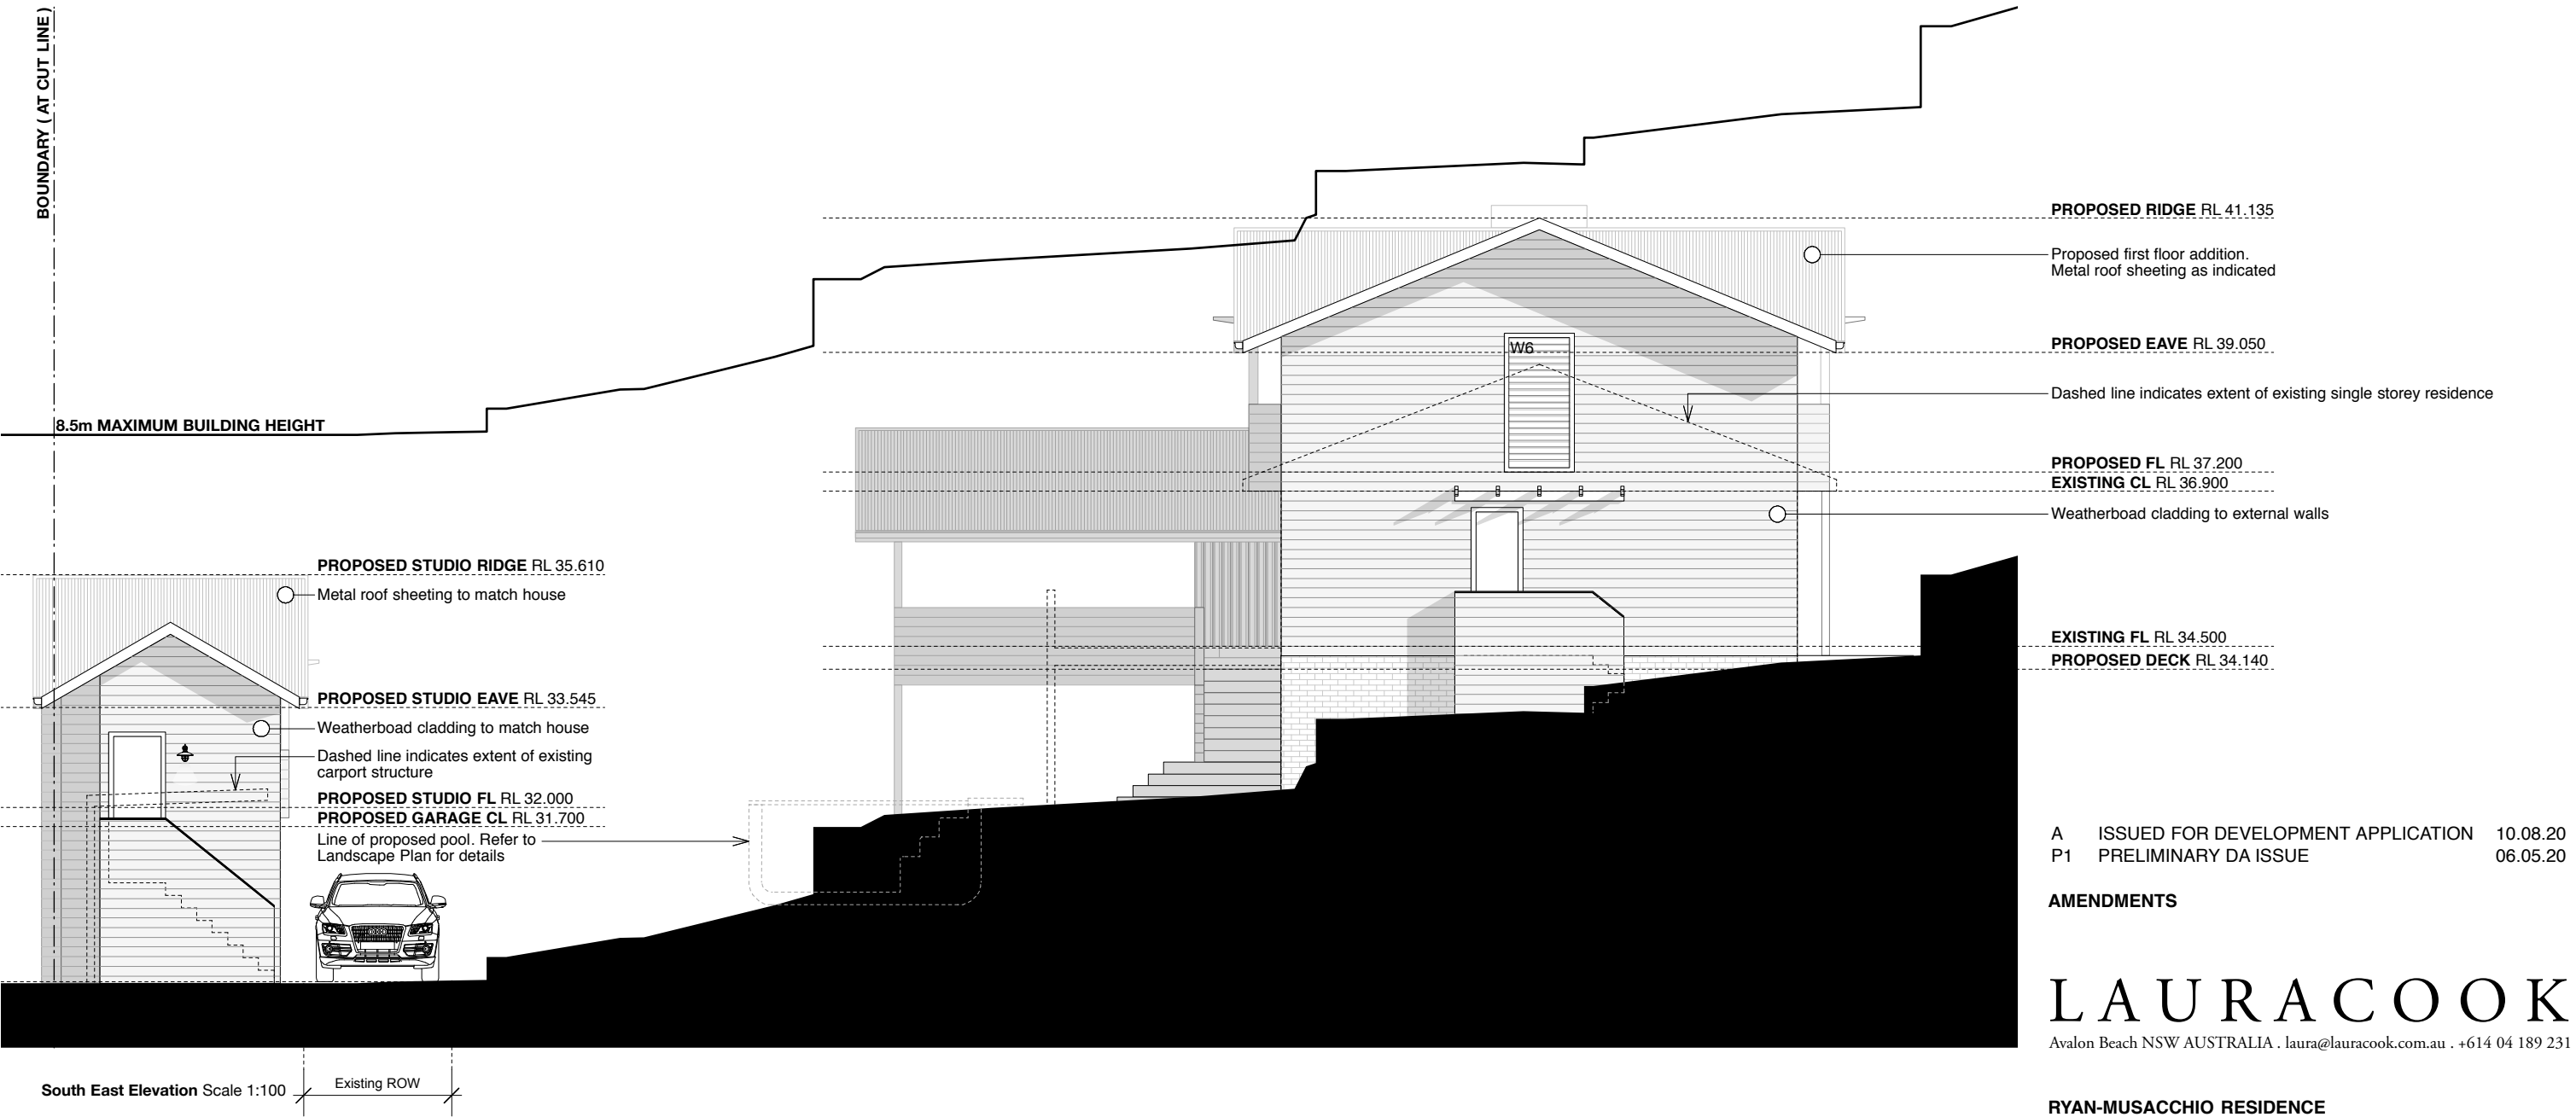 BOUNDARY ( AT CUT LINE )
8.5m MAXIMUM BUILDING HEIGHT
PROPOSED RIDGE RL 41.135
Proposed first floor addition.
Metal roof sheeting as indicated
W6
PROPOSED EAVE RL 39.050
Dashed line indicates extent of existing single storey residence
PROPOSED FL RL 37.200
EXISTING CL RL 36.900
Weatherboad cladding to external walls
PROPOSED STUDIO RIDGE RL 35.610
Metal roof sheeting to match house
EXISTING FL RL 34.500
PROPOSED DECK RL 34.140
PROPOSED STUDIO EAVE RL 33.545
Weatherboad cladding to match house
Dashed line indicates extent of existing
carport structure
PROPOSED STUDIO FL RL 32.000
PROPOSED GARAGE CL RL 31.700
Line of proposed pool. Refer to
Landscape Plan for details
A ISSUED FOR DEVELOPMENT APPLICATION 10.08.20
P1 PRELIMINARY DA ISSUE 06.05.20
AMENDMENTS
LAURACOOK
Avalon Beach NSW AUSTRALIA . laura@lauracook.com.au . +614 04 189 231
South East Elevation Scale 1:100
Existing ROW
RYAN-MUSACCHIO RESIDENCE